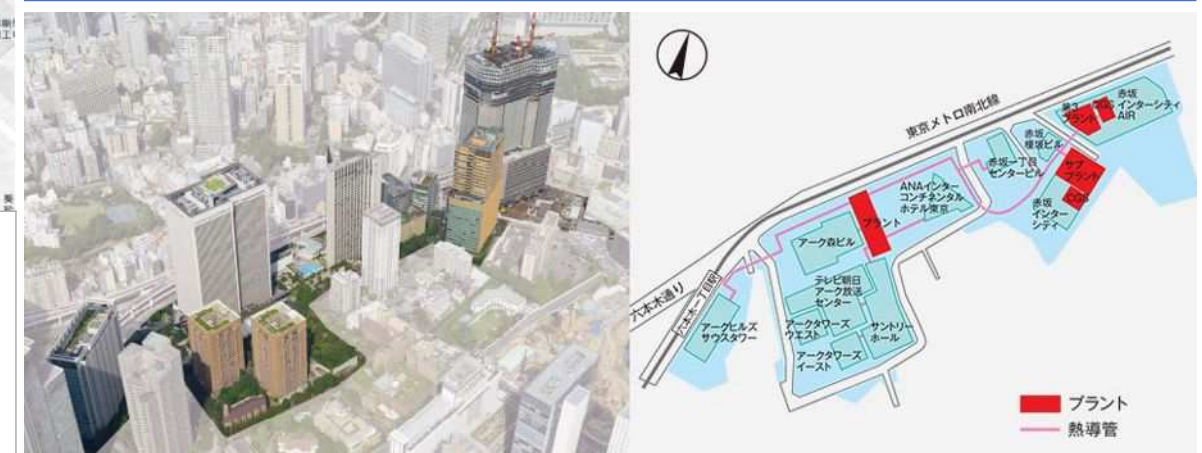 東京メトロ南北線
赤坂
インターシティ
AIR
第2
プラント
CGS
赤坂
榎坂ビル
赤坂一丁目
センタービル
サブ
プラント
CGS
赤坂
インター
シティ
ANAインター
コンチネンタル
ホテル東京
プラント
アーク森ビル
六本木通り
六本木一丁目駅
テレビ朝日
アーク放送
センター
アークヒルズ
サウスタワー
アークタワーズ
ウエスト
サントリー
ホール
アークタワーズ
イースト
プラント
熱導管